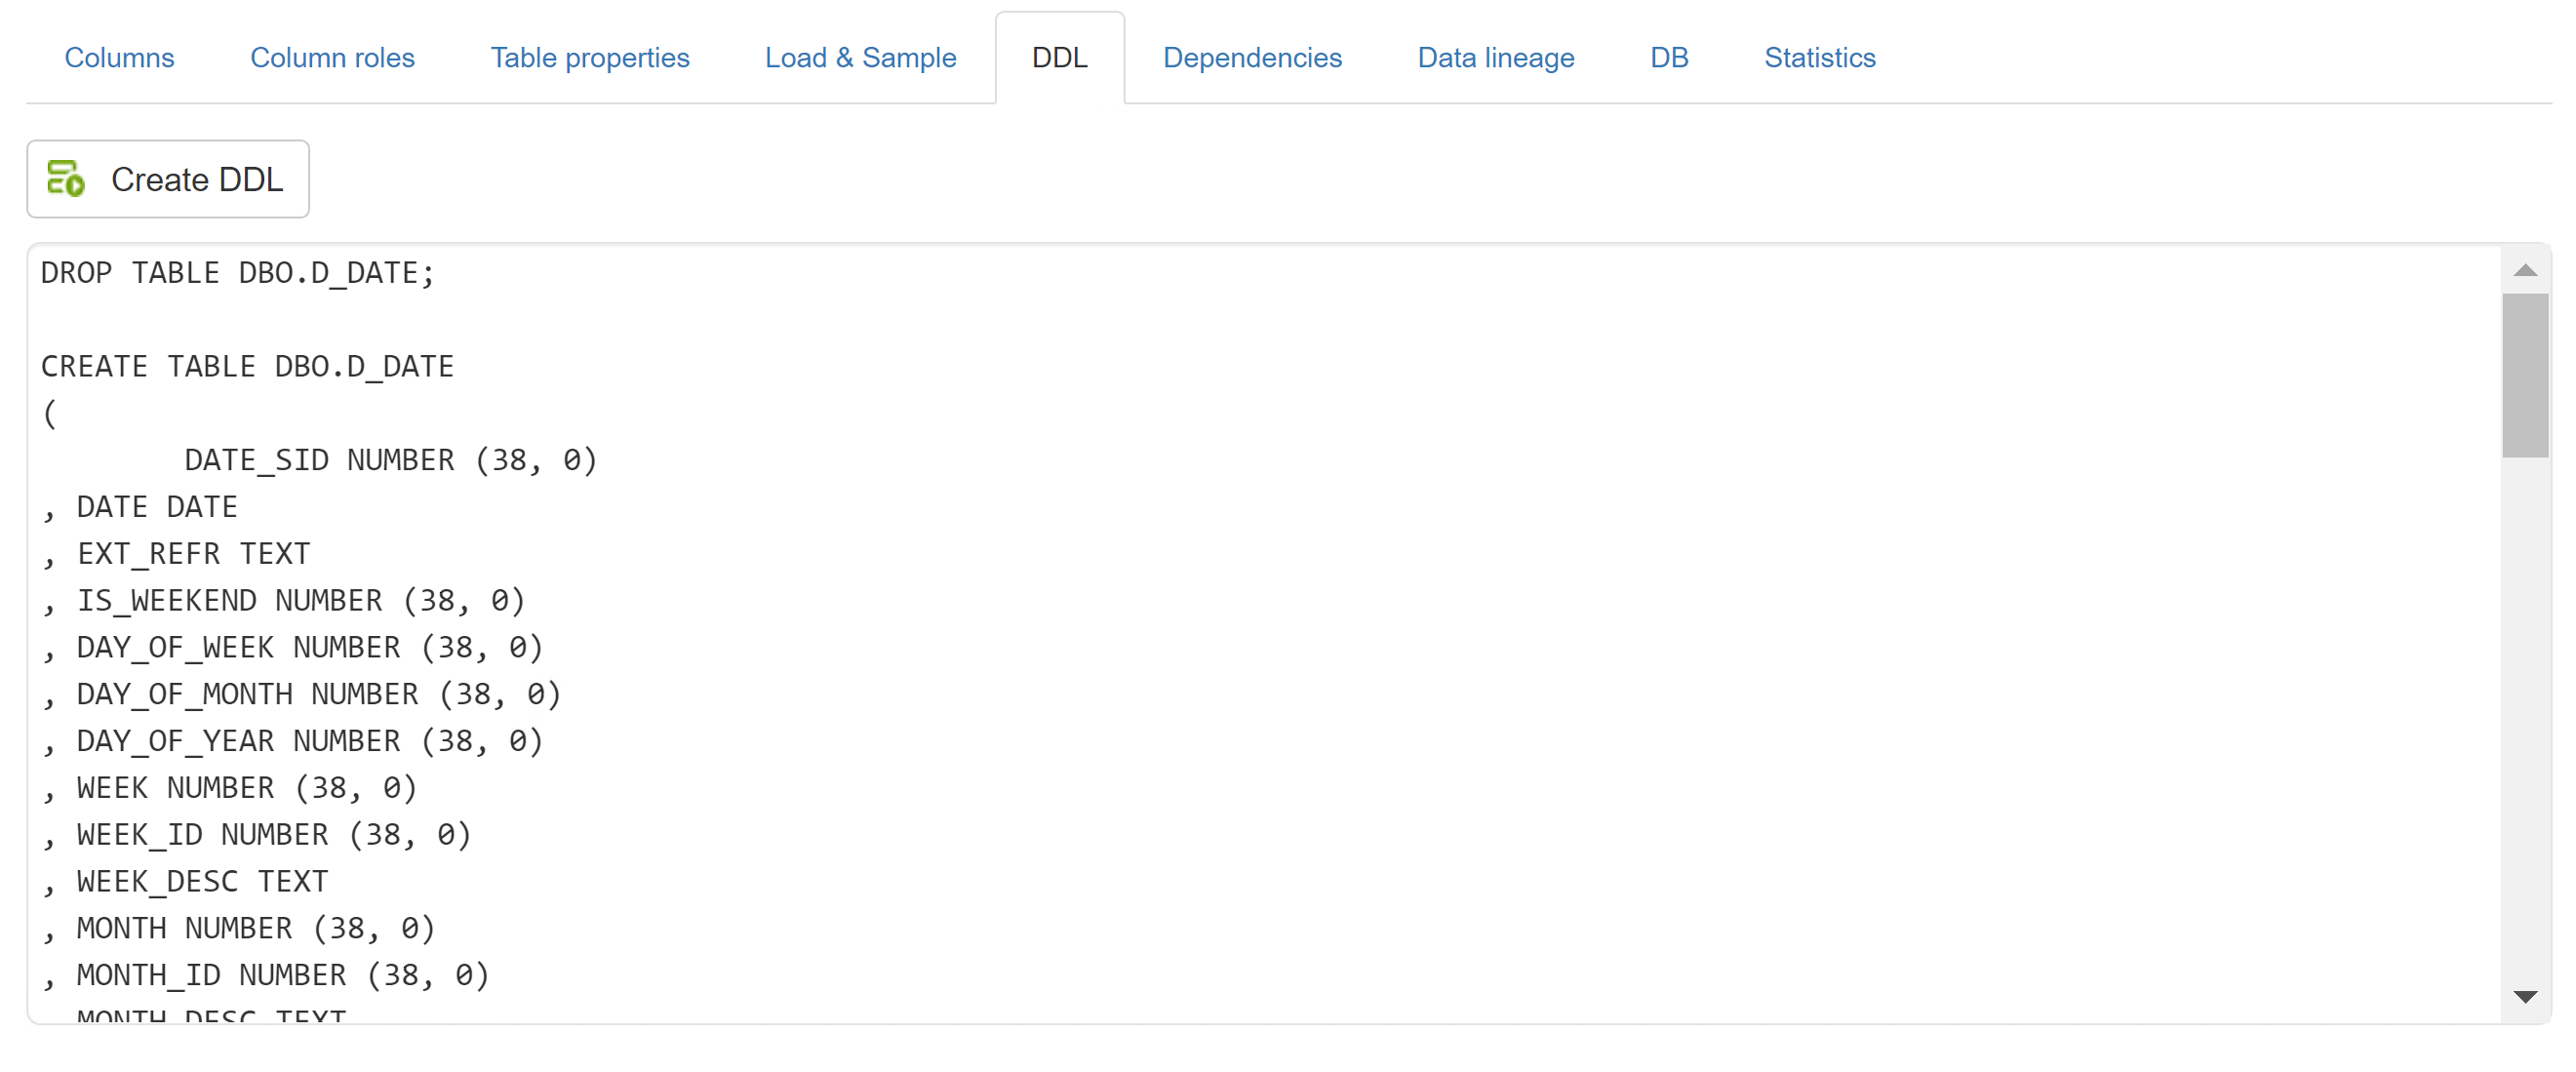 Columns Column roles Table properties Load & Sample DDL Dependencies Data lineage DB Statistics
Create DDL
DROP TABLE DBO.D_DATE;
CREATE TABLE DBO.D_DATE
(
DATE_SID NUMBER (38, 0)
, DATE DATE
, EXT_REFR TEXT
, IS_WEEKEND NUMBER (38, 0)
, DAY_OF_WEEK NUMBER (38, 0)
, DAY_OF_MONTH NUMBER (38, 0)
, DAY_OF_YEAR NUMBER (38, 0)
, WEEK NUMBER (38, 0)
, WEEK_ID NUMBER (38, 0)
, WEEK_DESC TEXT
, MONTH NUMBER (38, 0)
, MONTH_ID NUMBER (38, 0)
MONTH_DESC TEXT